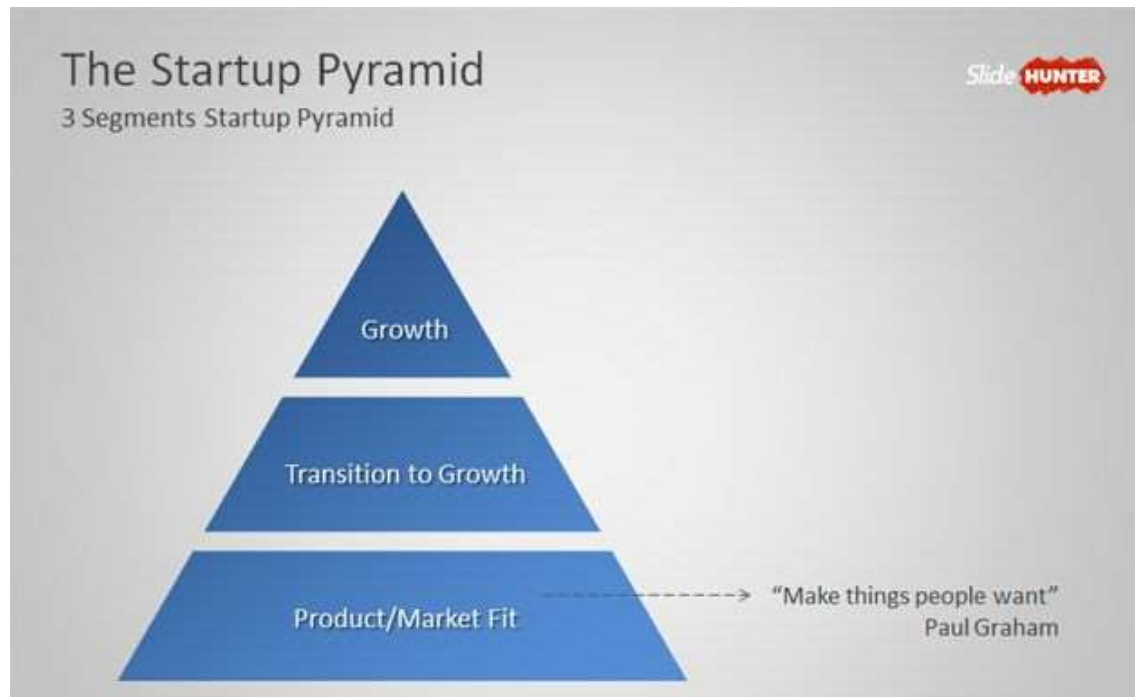 The Startup Pyramid
3 Segments Startup Pyramid
Slide HUNTER
Growth
Transition to Growth
Product/Market Fit
“Make things people want”
Paul Graham